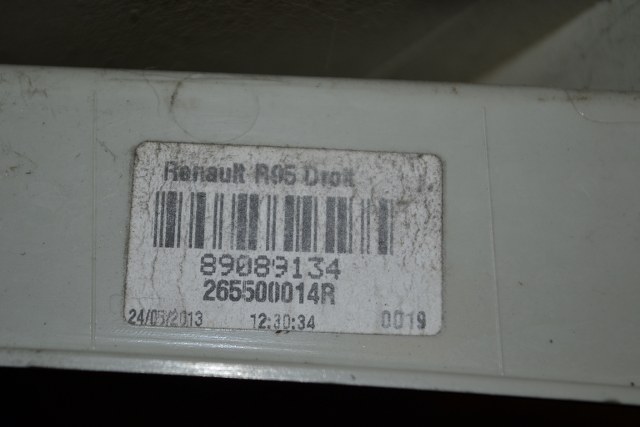 Renault R95 Droit
89089134
265500014R
24/05/2013 12:30:34 0019